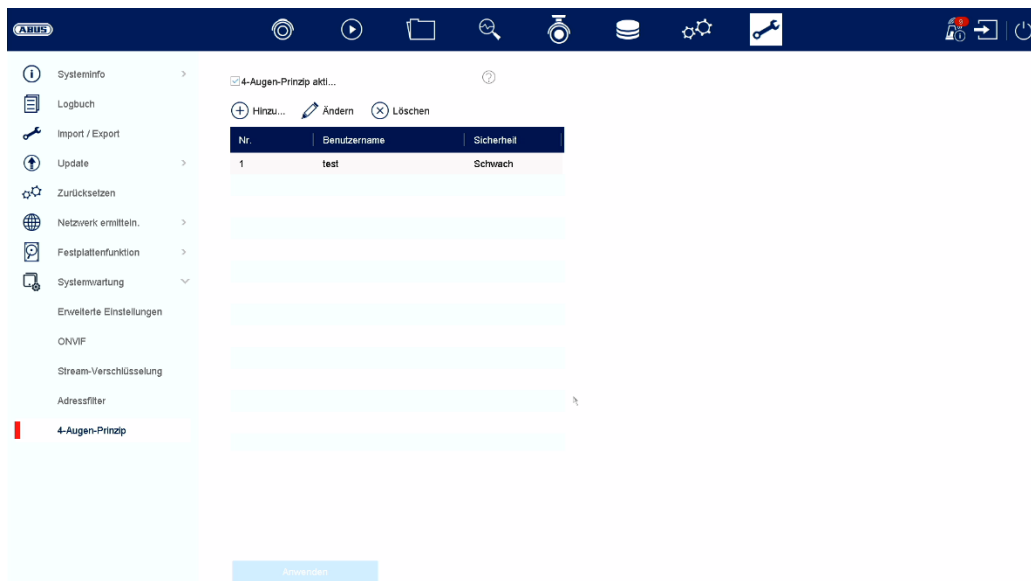 ABUS
0
Systeminfo
Logbuch
Import / Export
Update
Zurücksetzen
Netzwerk ermitteln.
Festplattenfunktion
Systemwartung
Erweiterte Einstellungen
ONVIF
Stream-Verschlüsselung
Adressfilter
4-Augen-Prinzip
4-Augen-Prinzip akti...
Hinzu... Ändern Löschen
Nr. Benutzername Sicherheit
1 test Schwach
Anwenden